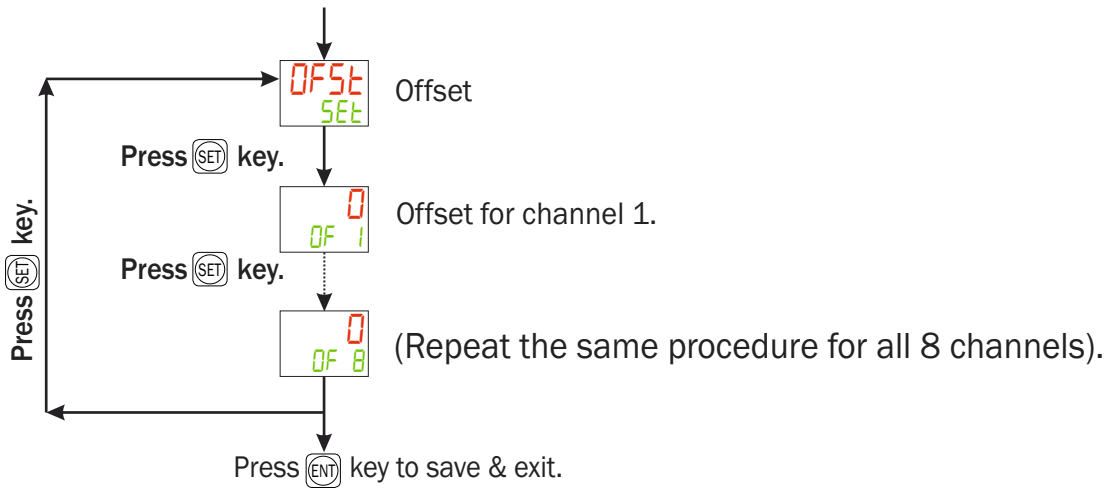 OFSt
SEt
Offset
Press SET key.
0
OF 1
Offset for channel 1.
Press SET key.
Press SET key.
0
OF 8
(Repeat the same procedure for all 8 channels).
Press ENT key to save & exit.